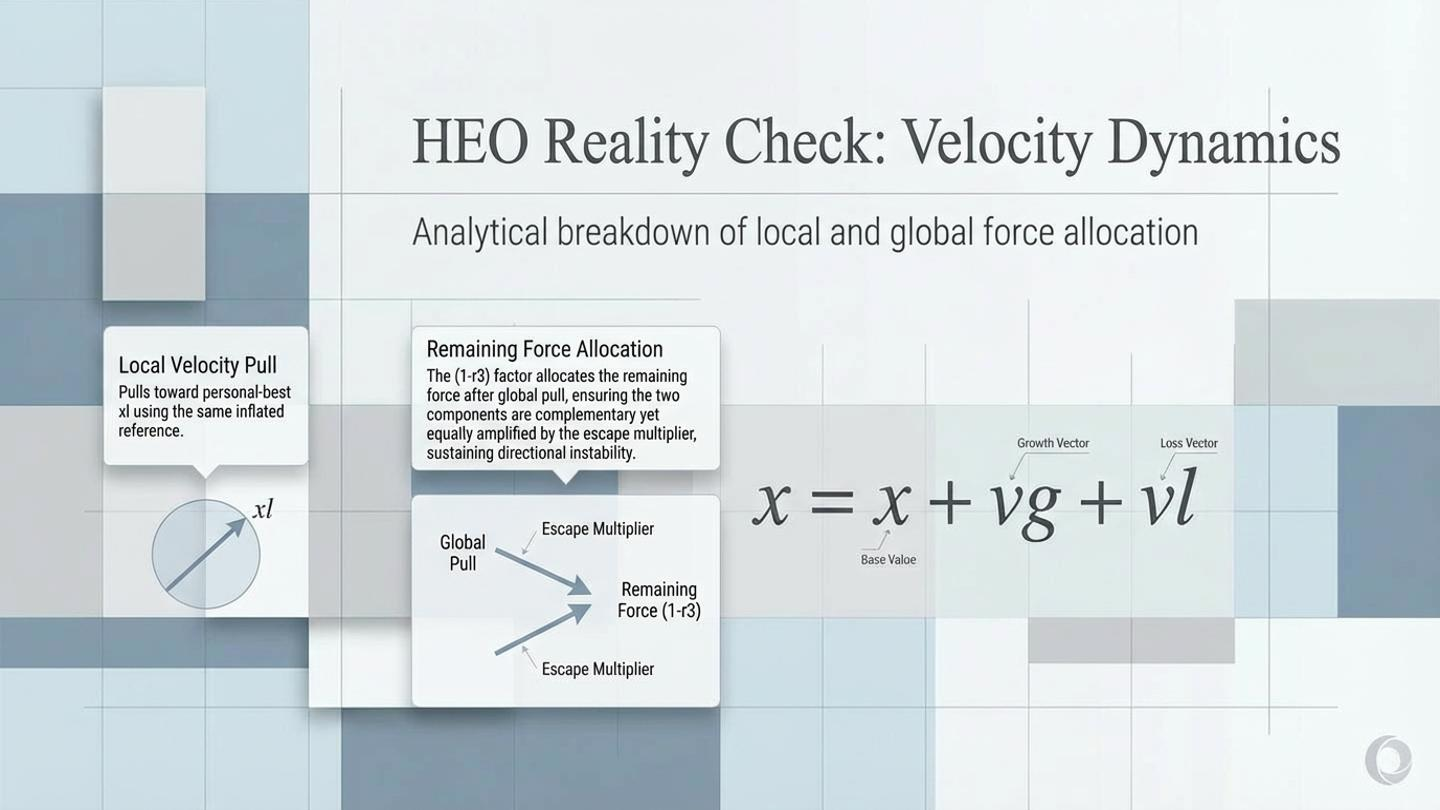 HEO Reality Check: Velocity Dynamics
Analytical breakdown of local and global force allocation
Local Velocity Pull
Pulls toward personal-best
xl using the same inflated
reference.
xl
Remaining Force Allocation
The (1-r3) factor allocates the remaining
force after global pull, ensuring the two
components are complementary yet
equally amplified by the escape multiplier,
sustaining directional instability.
Escape Multiplier
Global
Pull
Remaining
Force (1-r3)
Escape Multiplier
Growth Vector
Loss Vector
x = x + vg + vl
Base Valoe